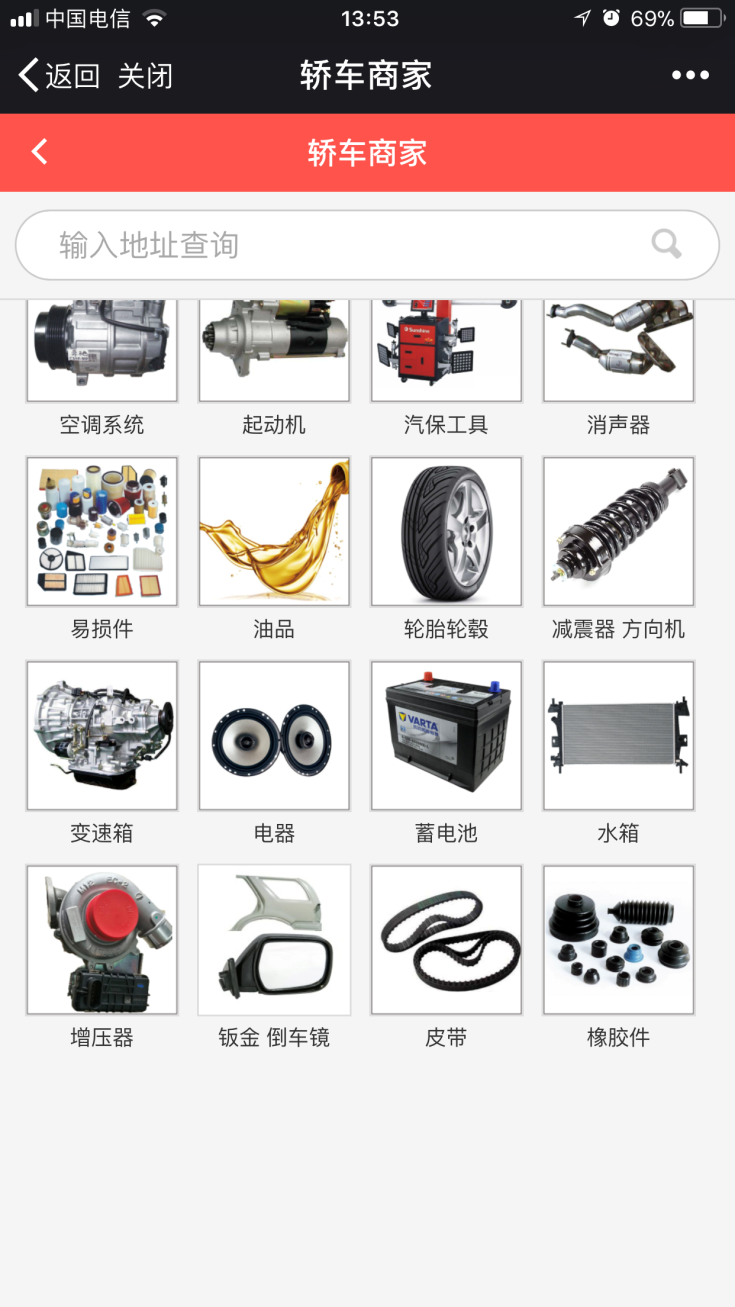 中国电信
13:53
69%
返回 关闭 轿车商家
轿车商家
输入地址查询
空调系统 起动机 汽保工具 消声器
Sunshine
易损件 油品 轮胎轮毂 减震器 方向机
VARTA
变速箱 电器 蓄电池 水箱
增压器 钣金 倒车镜 皮带 橡胶件